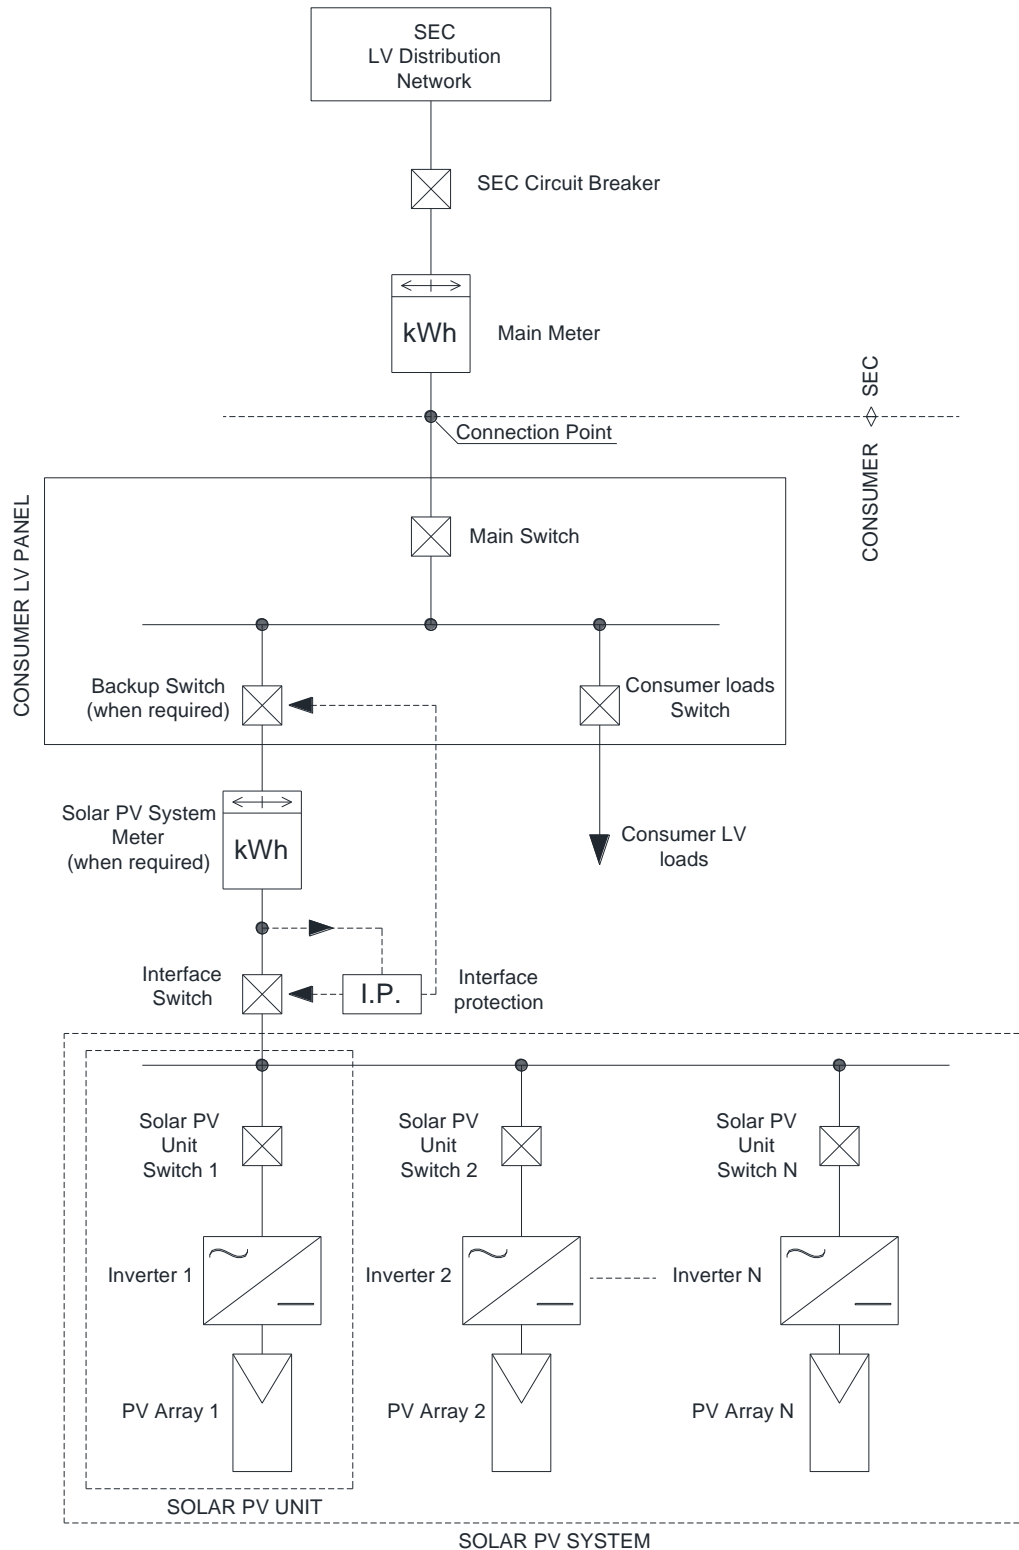 SEC
LV Distribution
Network
SEC Circuit Breaker
kWh
Main Meter
SEC
Connection Point
CONSUMER
CONSUMER LV PANEL
Main Switch
Backup Switch
(when required)
Consumer loads
Switch
Solar PV System
Meter
(when required)
kWh
Consumer LV
loads
Interface
Switch
I.P.
Interface
protection
Solar PV
Unit
Switch 1
Solar PV
Unit
Switch 2
Solar PV
Unit
Switch N
Inverter 1
Inverter 2
Inverter N
PV Array 1
PV Array 2
PV Array N
SOLAR PV UNIT
SOLAR PV SYSTEM